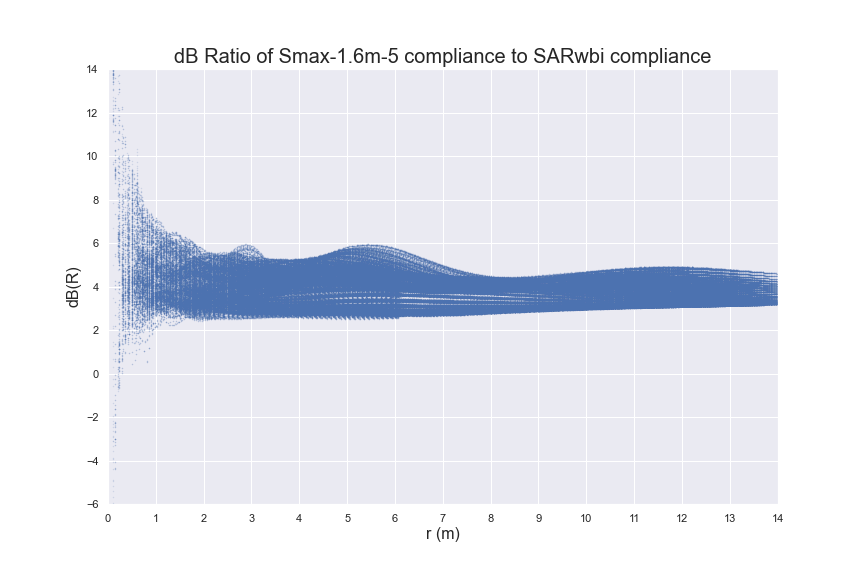 dB Ratio of Smax-1.6m-5 compliance to SARwbi compliance
14
12
10
8
6
4
2
0
−2
−4
−6
dB(R)
0 1 2 3 4 5 6 7 8 9 10 11 12 13 14
r (m)